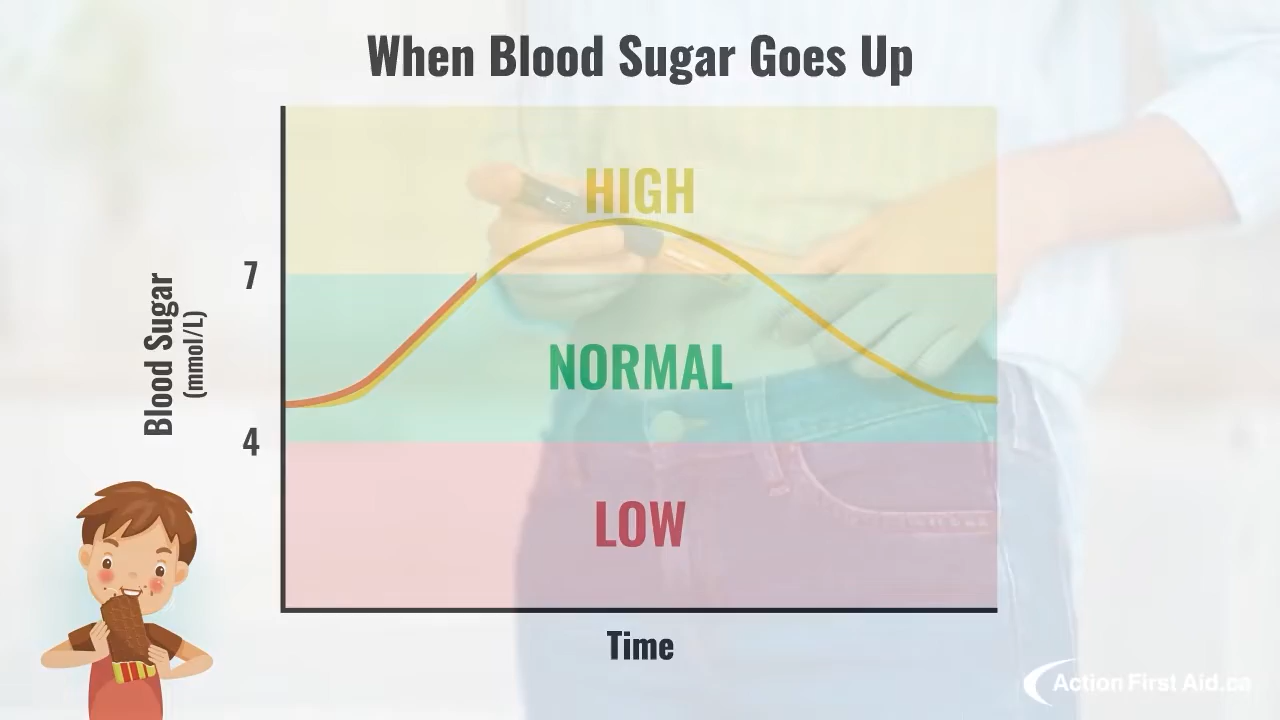 When Blood Sugar Goes Up
HIGH
7
Blood Sugar
(mmol/L)
NORMAL
4
LOW
Time
Action First Aid.ca